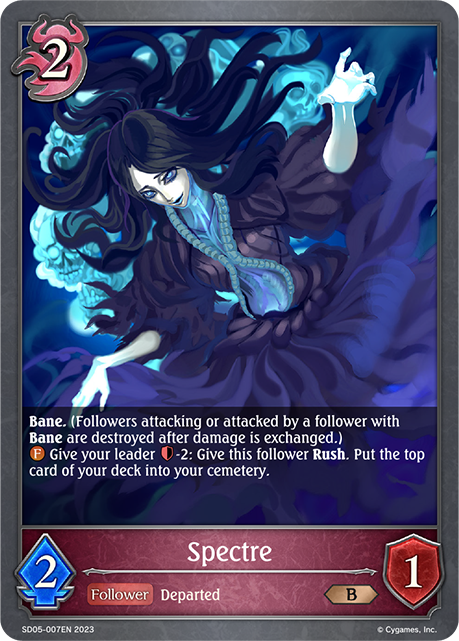 2
Bane. (Followers attacking or attacked by a follower with
Bane are destroyed after damage is exchanged.)
F Give your leader -2: Give this follower Rush. Put the top
card of your deck into your cemetery.
Spectre
2
Follower Departed
B
1
SD05-007EN 2023
© Cygames, Inc.